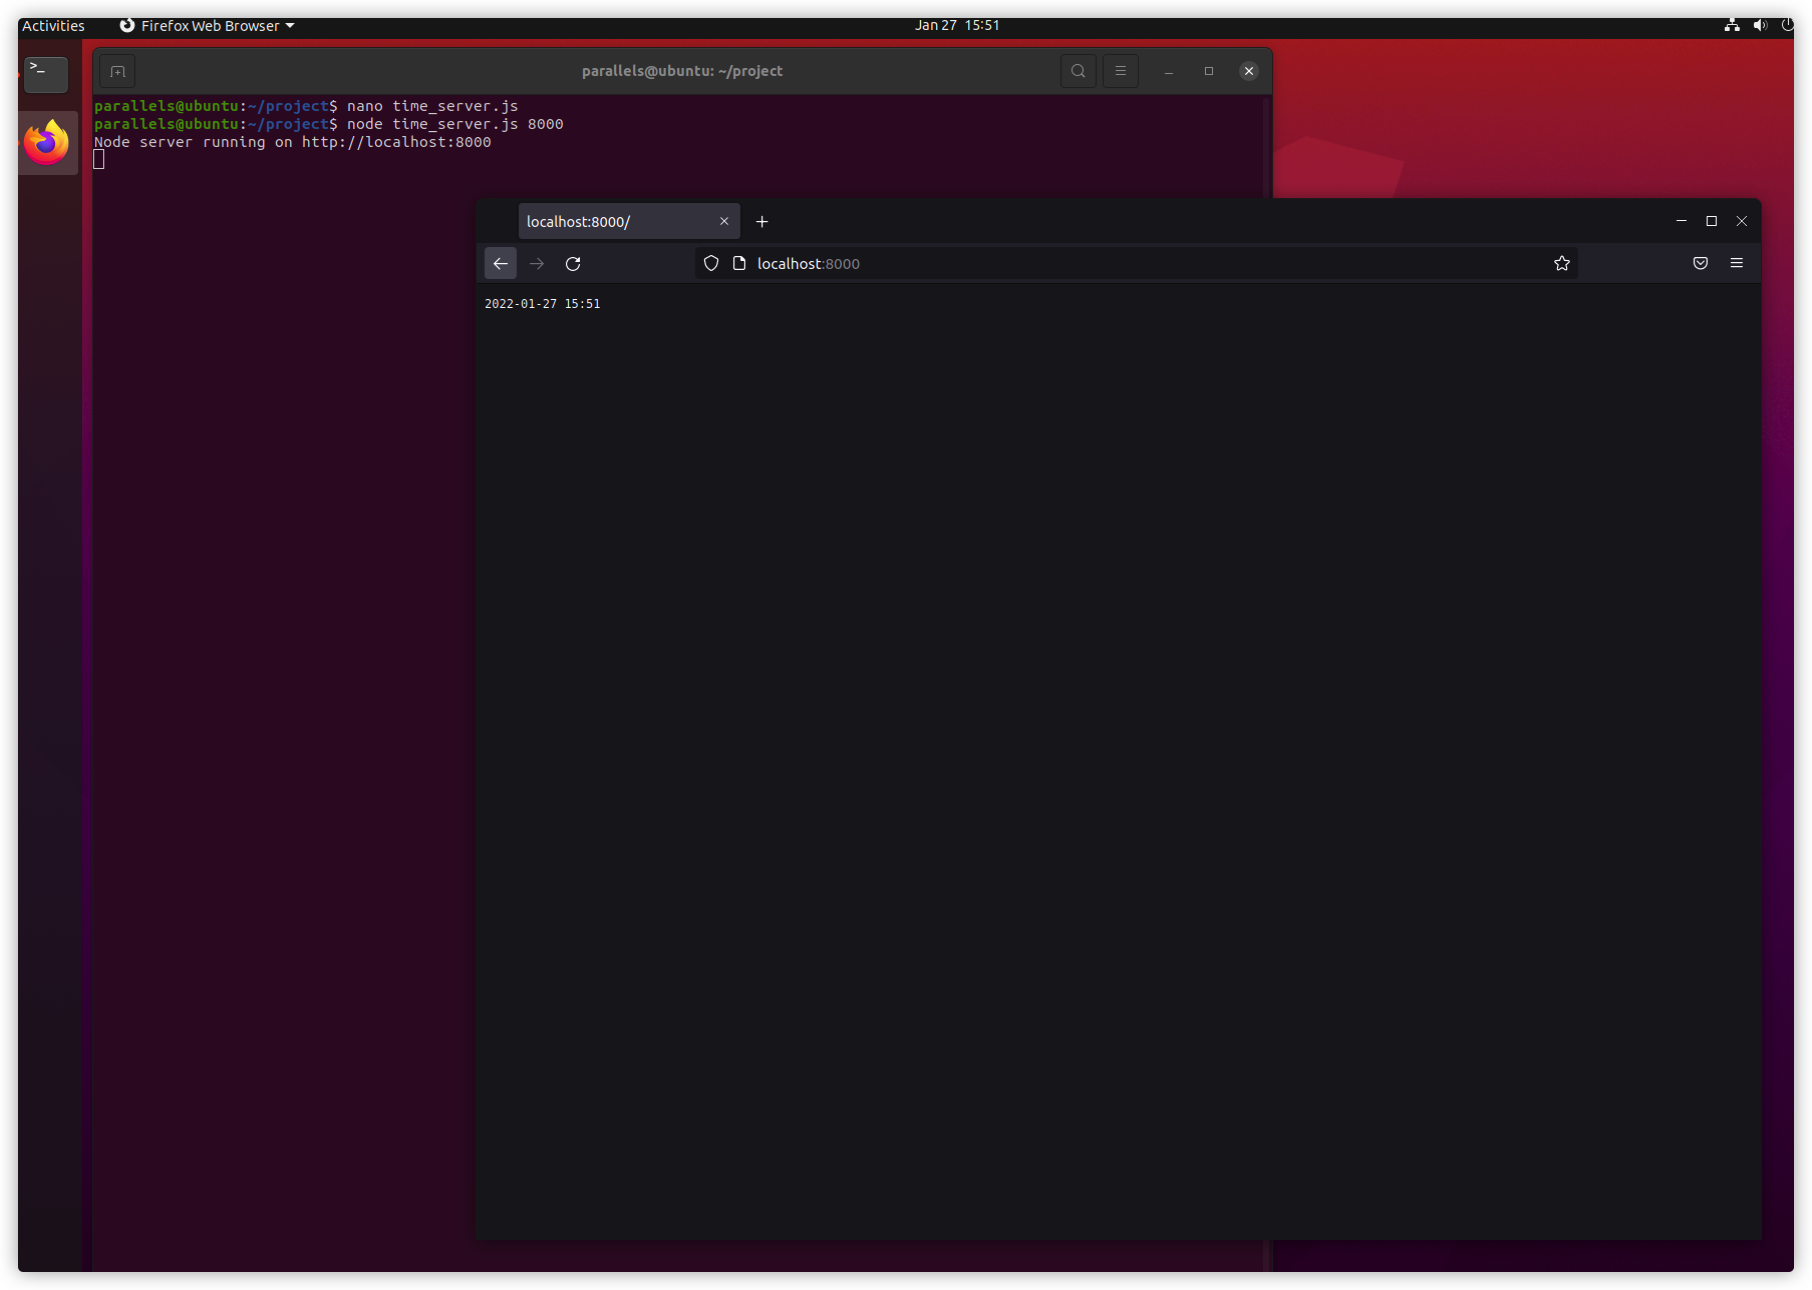 Activities
Firefox Web Browser
Jan 27 15:51
parallels@ubuntu: ~/project
parallels@ubuntu:~/project$ nano time_server.js
parallels@ubuntu:~/project$ node time_server.js 8000
Node server running on http://localhost:8000
localhost:8000/
localhost:8000
2022-01-27 15:51